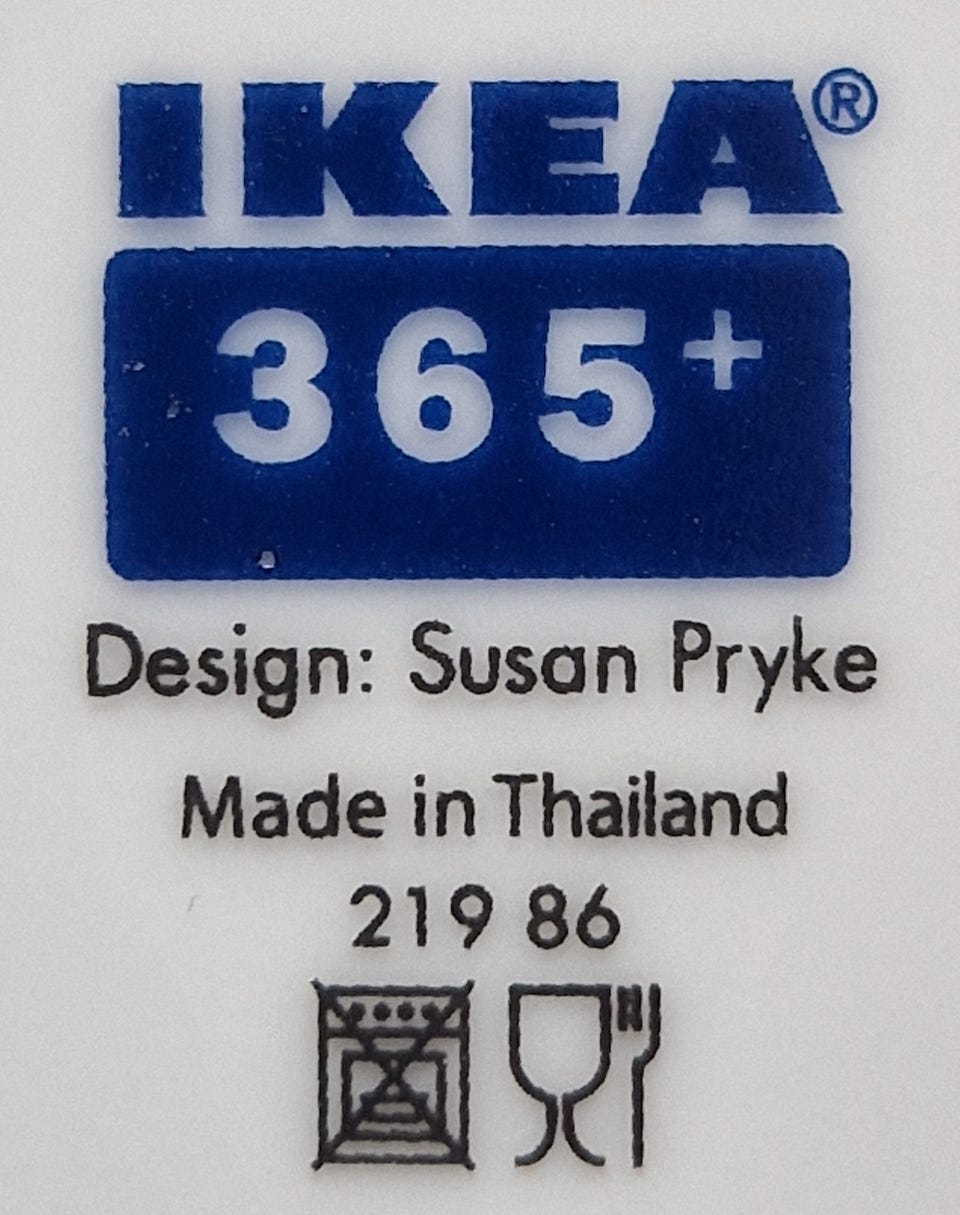 IKEA®
365+
Design: Susan Pryke
Made in Thailand
219 86